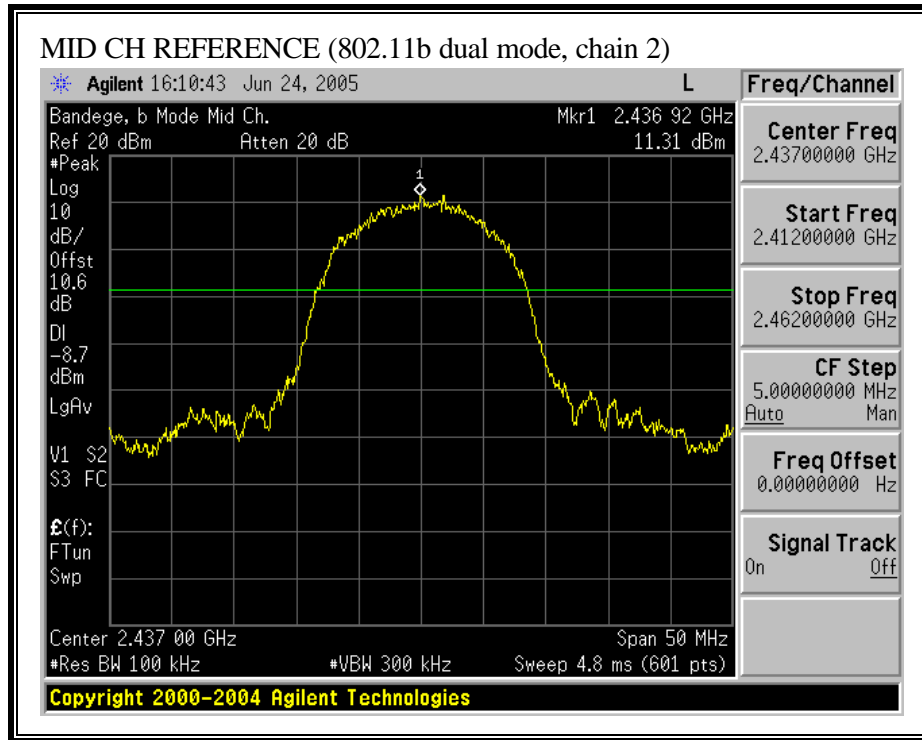 MID CH REFERENCE (802.11b dual mode, chain 2)
Agilent 16:10:43 Jun 24, 2005 L
Freq/Channel
Bandege, b Mode Mid Ch. Mkr1 2.436 92 GHz
Ref 20 dBm Atten 20 dB 11.31 dBm
#Peak
Log
10
dB/
Offst
10.6
dB
DI
-8.7
dBm
LgAv
V1 S2
S3 FC
£(f):
FTun
Swp
1
Center 2.437 00 GHz Span 50 MHz
#Res BW 100 kHz #VBW 300 kHz Sweep 4.8 ms (601 pts)
Center Freq
2.43700000 GHz
Start Freq
2.41200000 GHz
Stop Freq
2.46200000 GHz
CF Step
5.00000000 MHz
Auto Man
Freq Offset
0.00000000 Hz
Signal Track
On Off
Copyright 2000-2004 Agilent Technologies